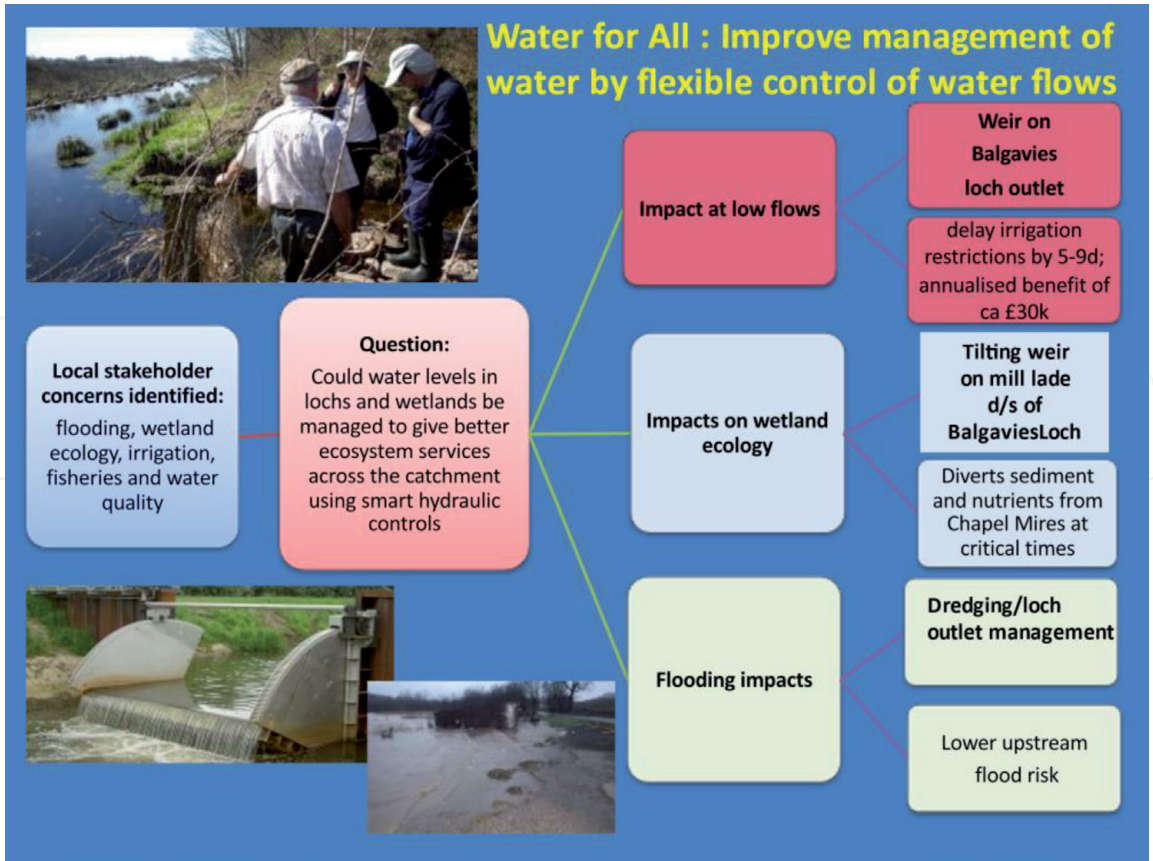 Water for All : Improve management of
water by flexible control of water flows
Local stakeholder
concerns identified:
flooding, wetland
ecology, irrigation,
fisheries and water
quality
Question:
Could water levels in
lochs and wetlands be
managed to give better
ecosystem services
across the catchment
using smart hydraulic
controls
Impact at low flows
Weir on
Balgavies
loch outlet
delay irrigation
restrictions by 5-9d;
annualised benefit of
ca £30k
Impacts on wetland
ecology
Tilting weir
on mill lade
d/s of
BalgaviesLoch
Diverts sediment
and nutrients from
Chapel Mires at
critical times
Flooding impacts
Dredging/loch
outlet management
Lower upstream
flood risk